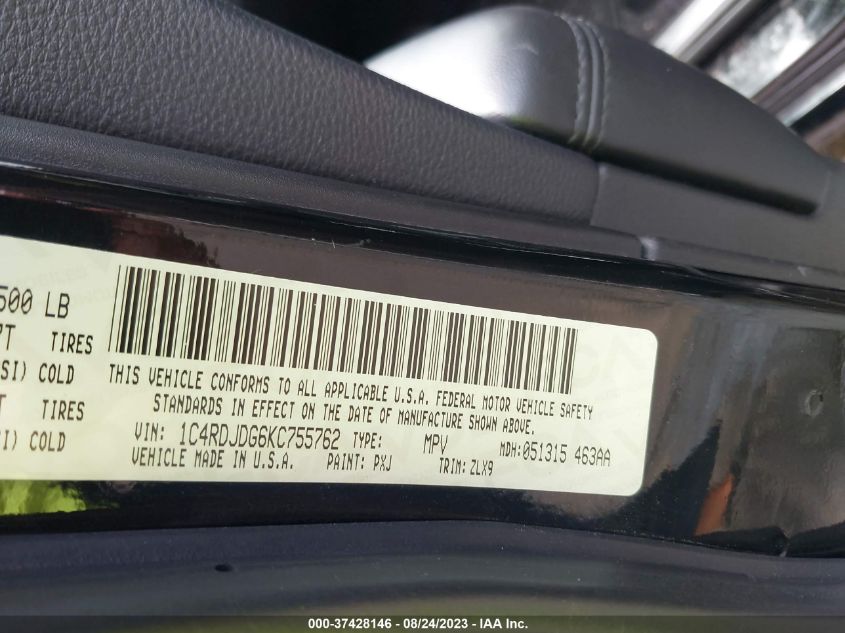 500 LB
TIRES
SI) COLD
TIRES
SI) COLD
THIS VEHICLE CONFORMS TO ALL APPLICABLE U.S.A. FEDERAL MOTOR VEHICLE SAFETY
STANDARDS IN EFFECT ON THE DATE OF MANUFACTURE SHOWN ABOVE.
VIN: 1C4RDJDG6KC755762 TYPE: MPV MDH: 051315 463AA
VEHICLE MADE IN U.S.A. PAINT: PXJ TRIM: ZLX9
000-37428146 - 08/24/2023 - IAA Inc.